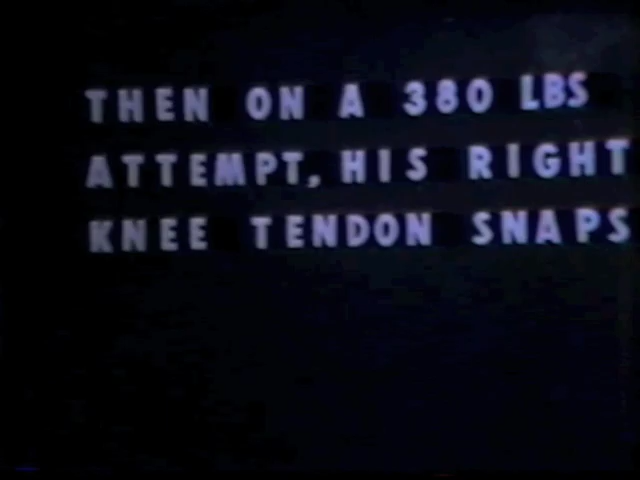 THEN ON A 380 LBS
ATTEMPT, HIS RIGHT
KNEE TENDON SNAPS